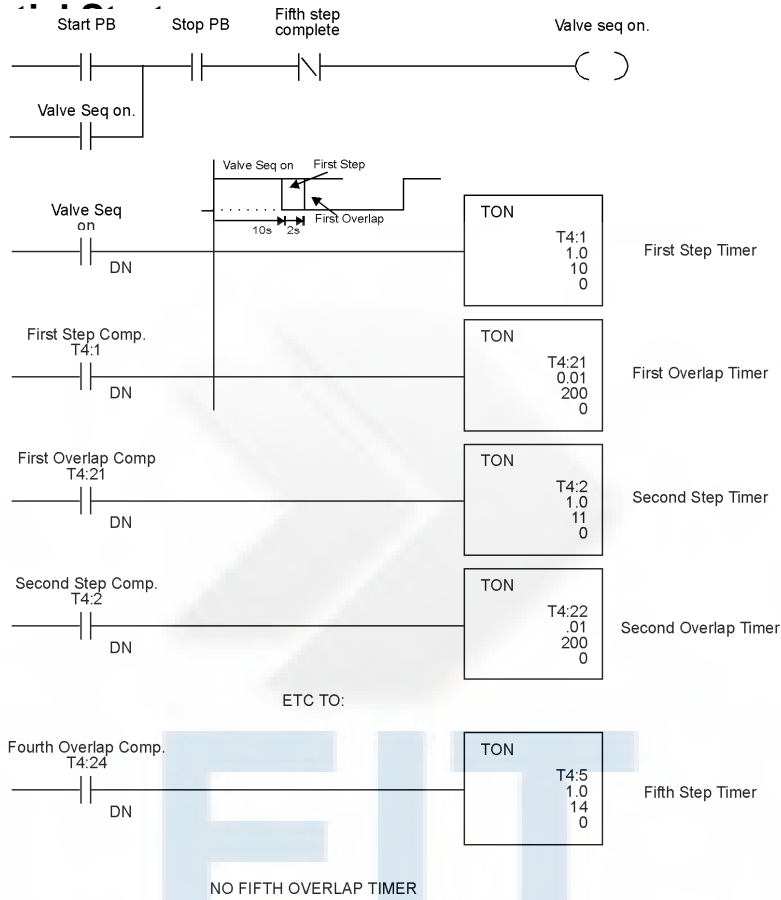 Start PB
Stop PB
Fifth step
complete
Valve seq on.
Valve Seq on.
Valve Seq on
First Step
First Overlap
10s
2s
Valve Seq
on
DN
TON
T4:1
1.0
10
0
First Step Timer
First Step Comp.
T4:1
DN
TON
T4:21
0.01
200
0
First Overlap Timer
First Overlap Comp
T4:21
DN
TON
T4:2
1.0
11
0
Second Step Timer
Second Step Comp.
T4:2
DN
TON
T4:22
.01
200
0
Second Overlap Timer
ETC TO:
Fourth Overlap Comp.
T4:24
DN
TON
T4:5
1.0
14
0
Fifth Step Timer
NO FIFTH OVERLAP TIMER
EIT